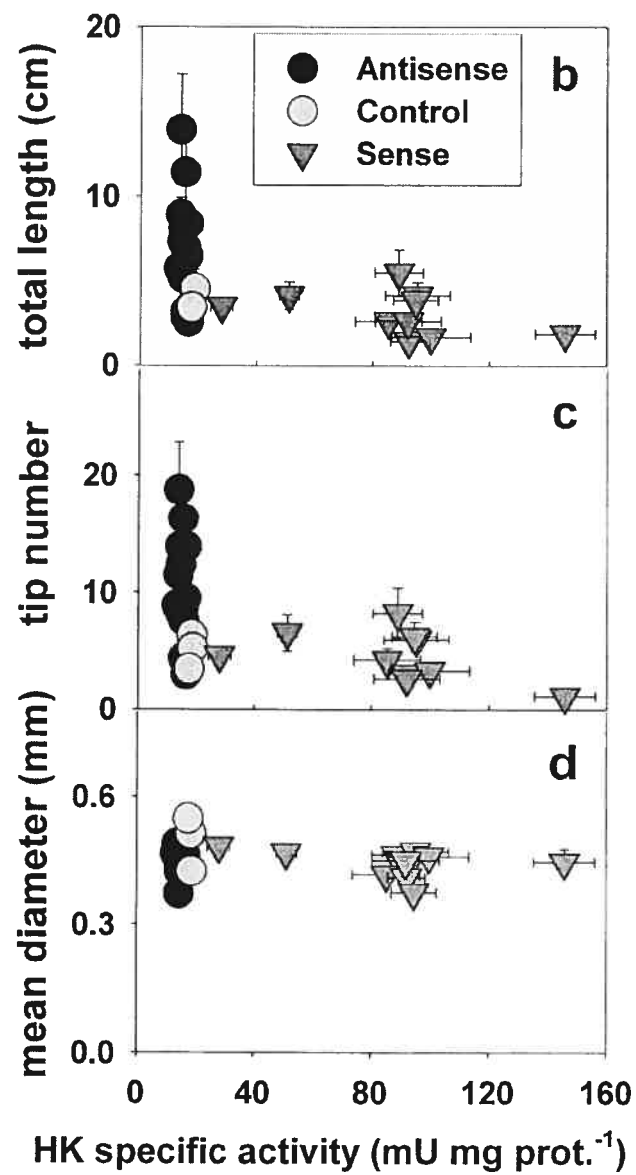 20
b
Antisense
Control
Sense
total length (cm)
10
0
c
tip number
20
10
0
d
mean diameter (mm)
0.6
0.3
0.0
0 40 80 120 160
HK specific activity (mU mg prot.⁻¹)